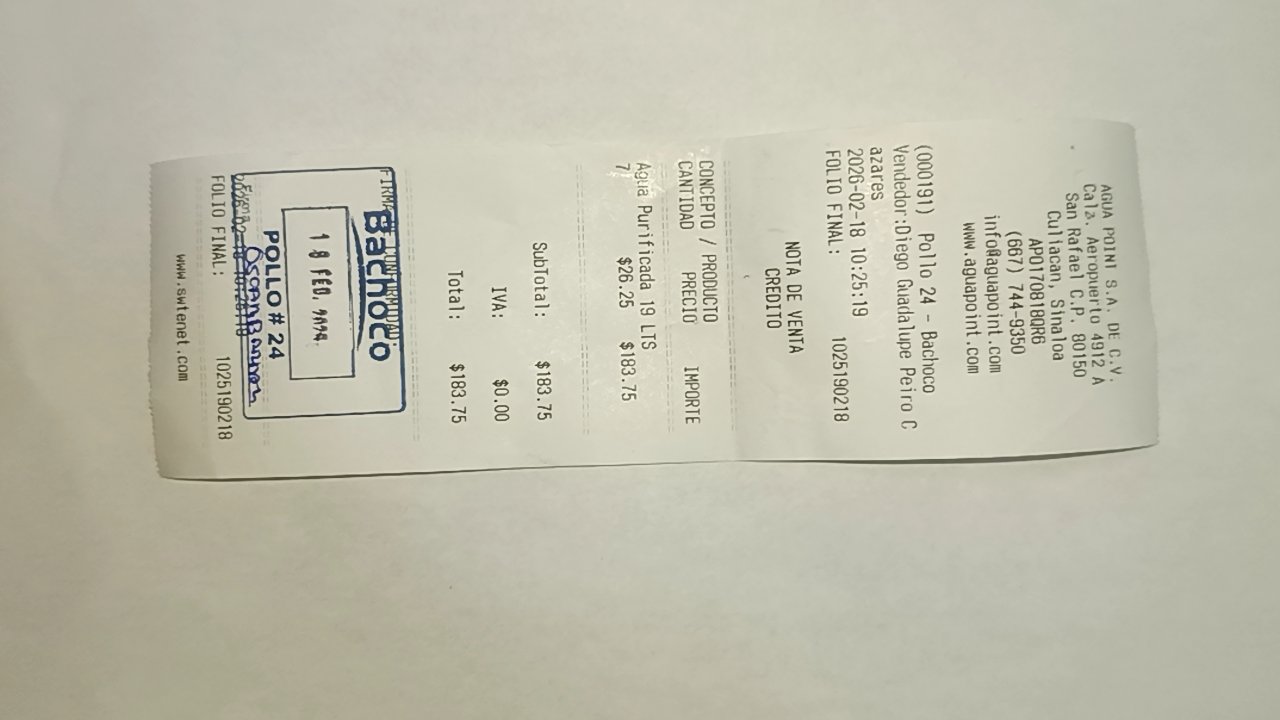 AGUA POINT S.A. DE C.V.
Calz. Aeropuerto 4912 A
San Rafael C.P. 80150
Culiacan, Sinaloa
APO170818QR6
(667) 744-9350
info@aguapoint.com
www.aguapoint.com
(000191) Pollo 24 - Bachoco
Vendedor:Diego Guadalupe Peiro C
azares
2026-02-18 10:25:19
FOLIO FINAL: 1025190218
NOTA DE VENTA
CREDITO
CONCEPTO / PRODUCTO
CANTIDAD PRECIO IMPORTE
Agua Purificada 19 LTS
7 $26.25 $183.75
SubTotal: $183.75
IVA: $0.00
Total: $183.75
FIRMA CONFORMIDAD:
Bachoco
18 FEB.
POLLO # 24
OSCAR
FOLIO FINAL: 1025190218
www.swtenet.com